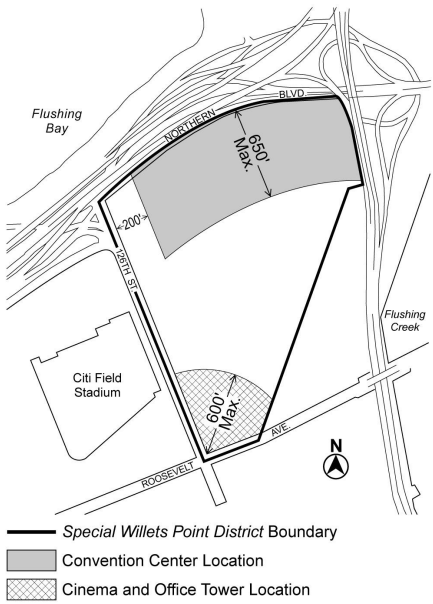 Flushing
Bay
NORTHERN
BLVD.
650'
Max.
200'
126TH ST.
Flushing
Creek
Citi Field
Stadium
600'
Max.
ROOSEVELT
AVE.
N
Special Willets Point District Boundary
Convention Center Location
Cinema and Office Tower Location